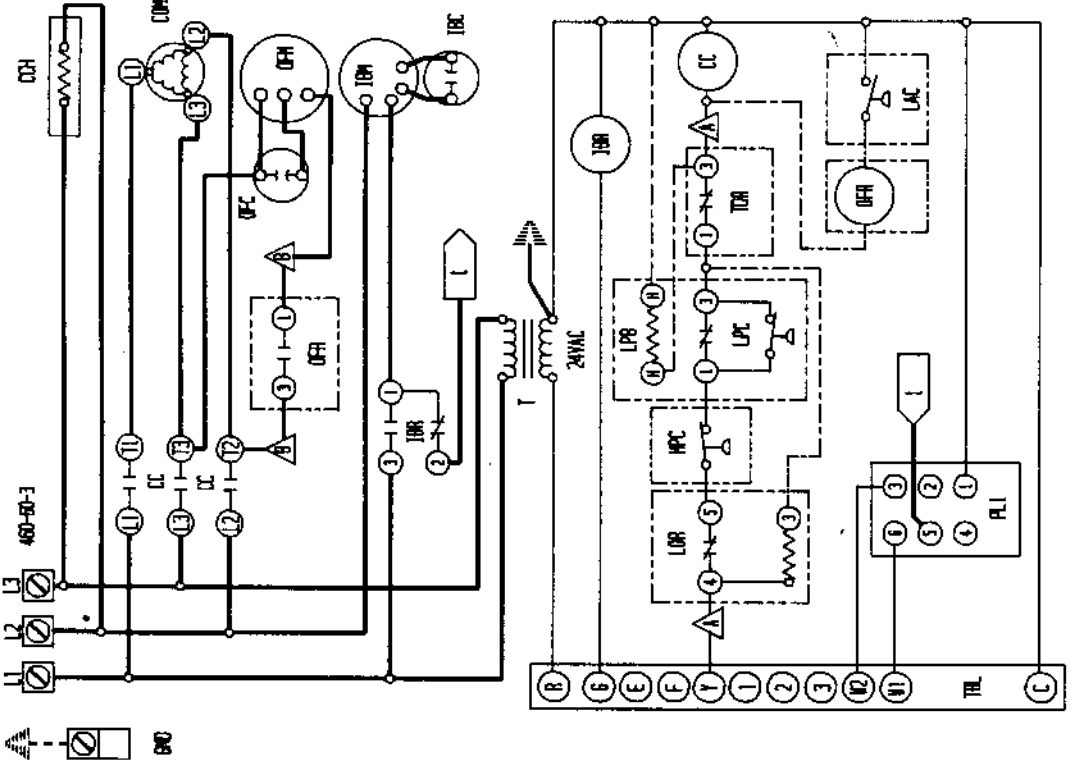 460-60-3
L1
L2
L3
GND
CCH
COMP
L1
L2
L3
OFM
OFC
IBM
IBC
L1
T1
CC
L3
T3
CC
L2
T2
B
3
1
OFR
B
3
1
IBR
2
t
T
24VAC
IBR
CC
A
3
1
TDR
LAC
OFR
H
H
LPB
3
1
LPC
HPC
LOR
4
5
3
A
t
3
2
1
6
5
4
PL1
R
G
E
F
Y
1
2
3
W2
W1
TRL
C